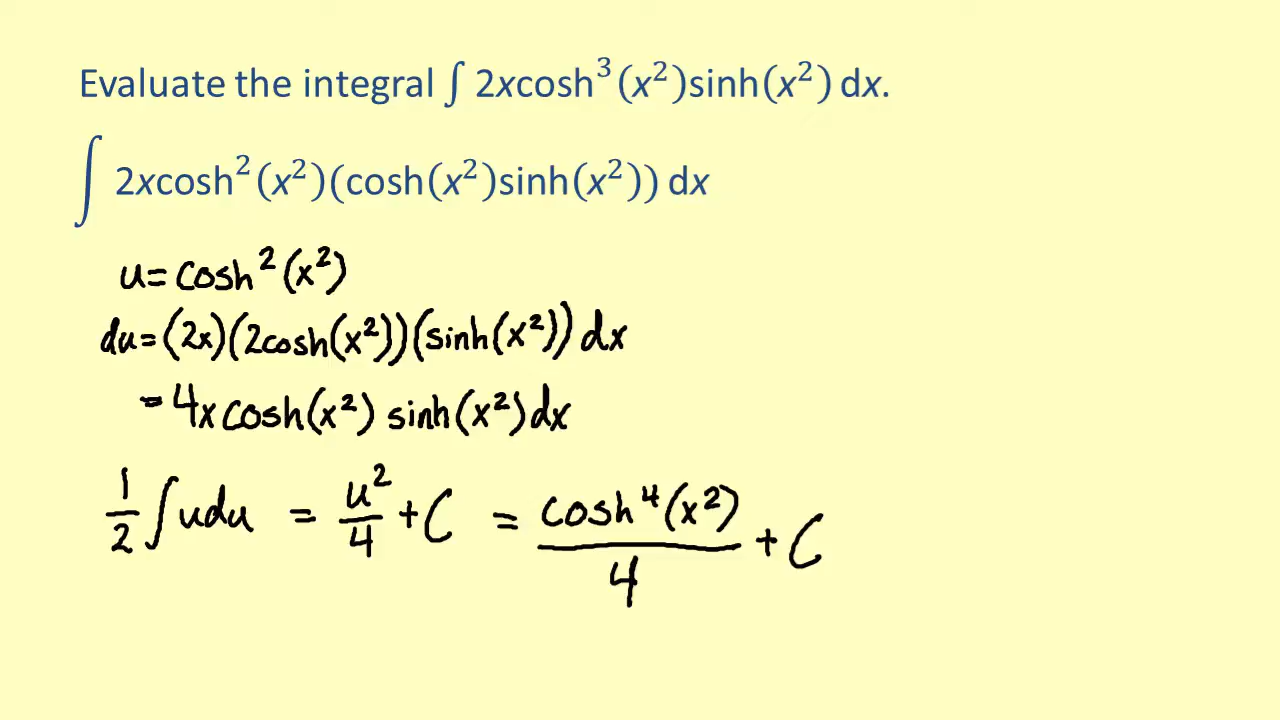 Evaluate the integral ∫ 2xcosh³(x²)sinh(x²) dx.
∫ 2xcosh²(x²)(cosh(x²)sinh(x²)) dx
u = cosh²(x²)
du = (2x)(2cosh(x²))(sinh(x²)) dx
= 4x cosh(x²) sinh(x²) dx
1/2 ∫ u du = u²/4 + C = cosh⁴(x²)/4 + C